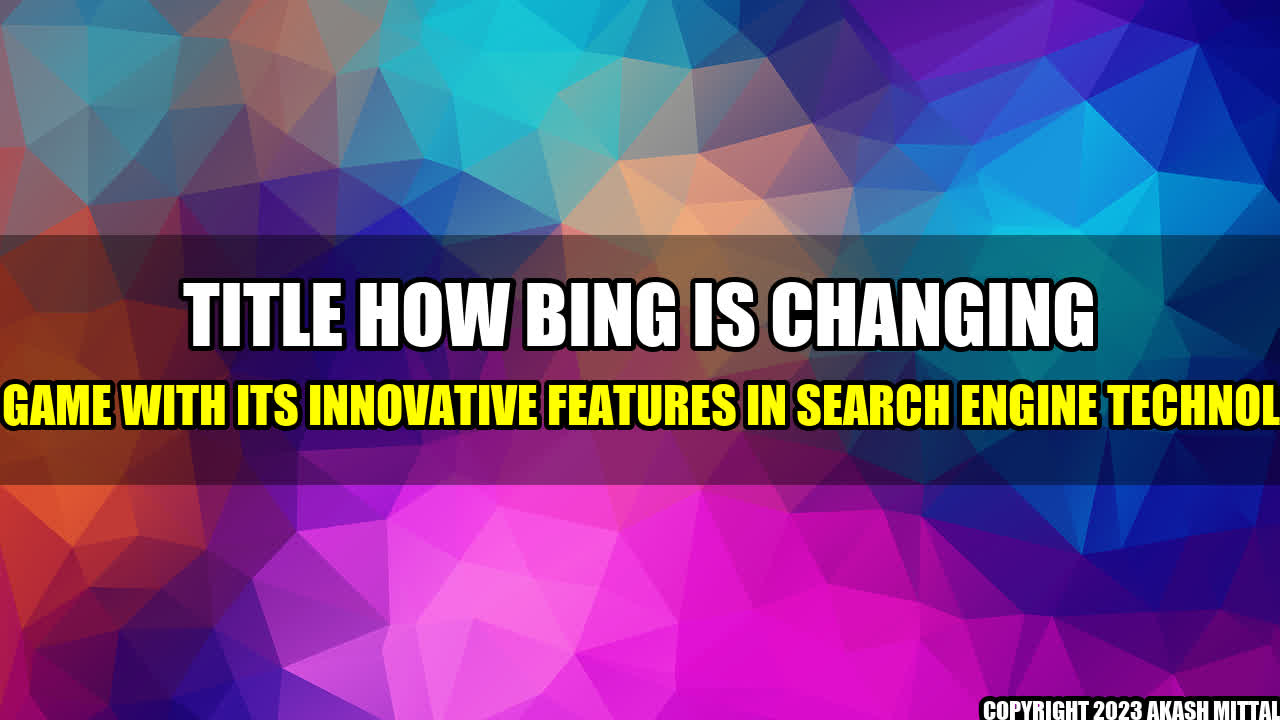 TITLE HOW BING IS CHANGING
GAME WITH ITS INNOVATIVE FEATURES IN SEARCH ENGINE TECHNOL
COPYRIGHT 2023 AKASH MITTAL